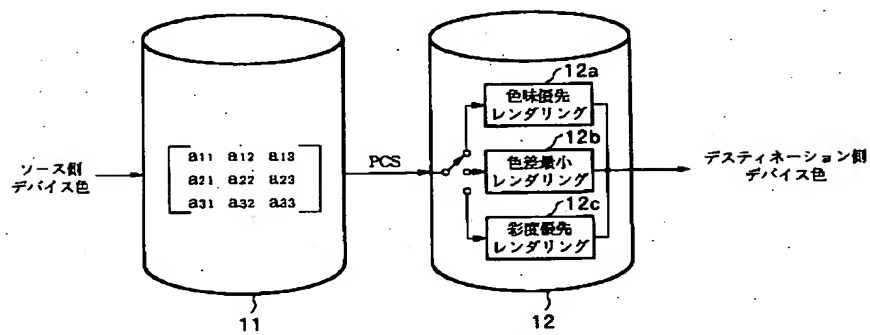 ソース側
デバイス色
a11 a12 a13
a21 a22 a23
a31 a32 a33
11
PCS
12a
色味優先
レンダリング
12b
色差最小
レンダリング
12c
彩度優先
レンダリング
12
デスティネーション側
デバイス色